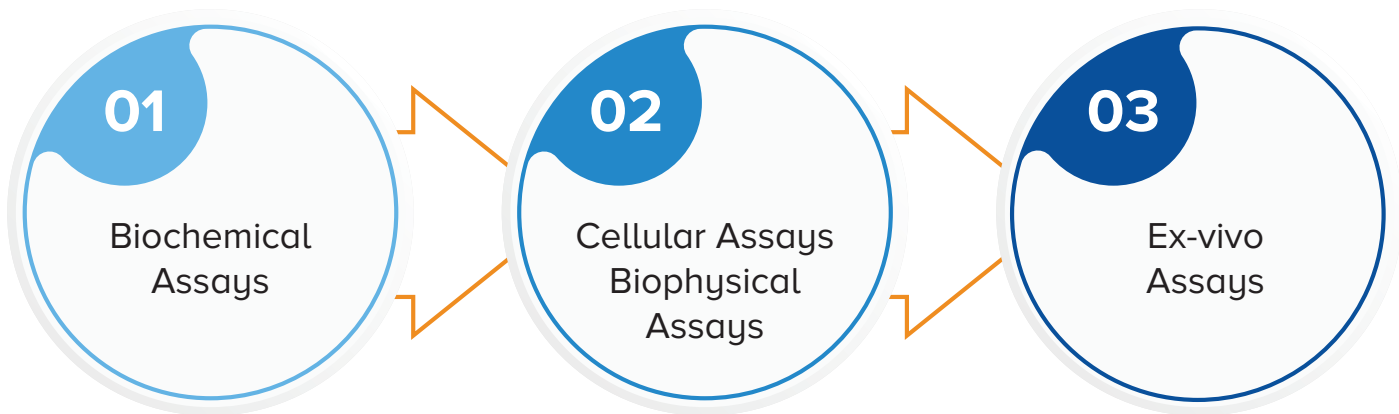 01
Biochemical
Assays
02
Cellular Assays
Biophysical
Assays
03
Ex-vivo
Assays